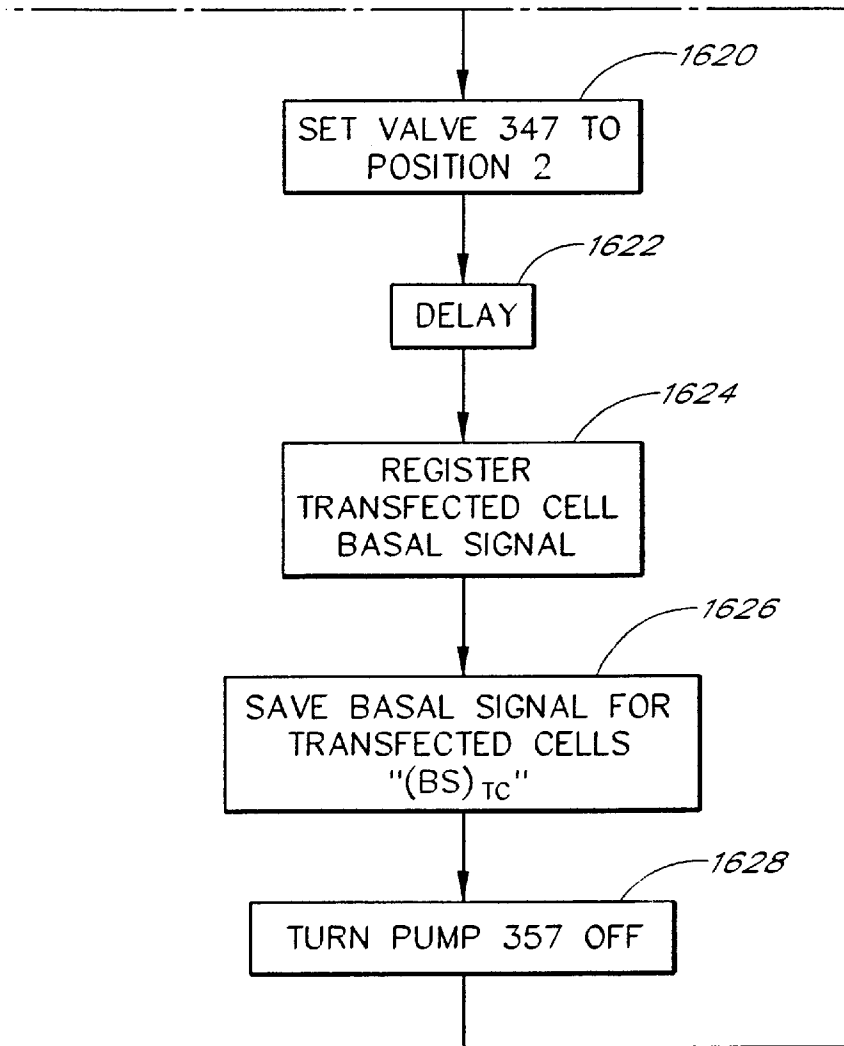 1620
SET VALVE 347 TO
POSITION 2
1622
DELAY
1624
REGISTER
TRANSFECTED CELL
BASAL SIGNAL
1626
SAVE BASAL SIGNAL FOR
TRANSFECTED CELLS
"(BS)TC"
1628
TURN PUMP 357 OFF